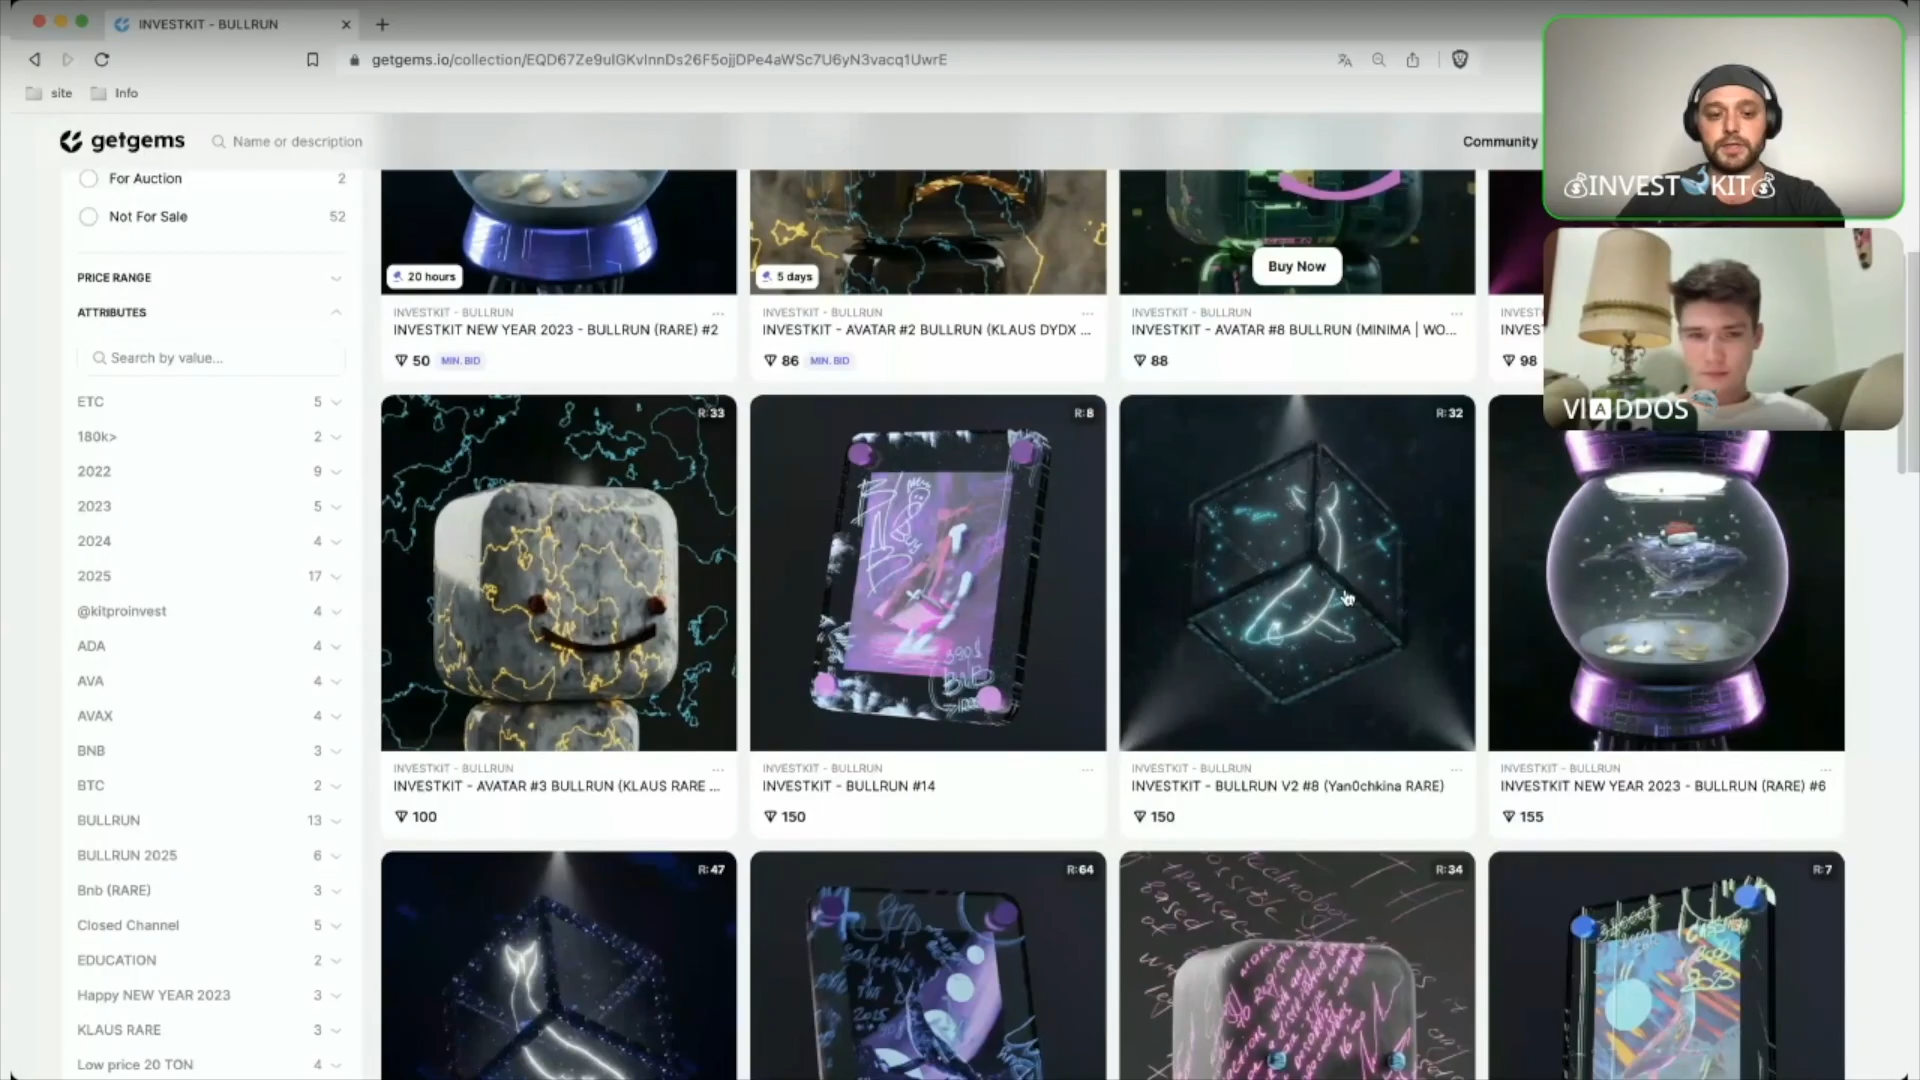 INVESTKIT - BULLRUN
getgems.io/collection/EQD67Ze9ulGKvInnDs26F5ojjDPe4aWSc7U6yN3vacq1UwrE
site
Info
getgems
Name or description
Community
💰INVEST🐋KIT💰
VI🅰DDOS
For Auction
2
Not For Sale
52
PRICE RANGE
ATTRIBUTES
Search by value...
ETC 5
180k> 2
2022 9
2023 5
2024 4
2025 17
@kitproinvest 4
ADA 4
AVA 4
AVAX 4
BNB 3
BTC 2
BULLRUN 13
BULLRUN 2025 6
Bnb (RARE) 3
Closed Channel 5
EDUCATION 2
Happy NEW YEAR 2023 3
KLAUS RARE 3
Low price 20 TON 4
20 hours
5 days
Buy Now
INVESTKIT - BULLRUN
INVESTKIT NEW YEAR 2023 - BULLRUN (RARE) #2
50 MIN. BID
INVESTKIT - BULLRUN
INVESTKIT - AVATAR #2 BULLRUN (KLAUS DYDX ...
86 MIN. BID
INVESTKIT - BULLRUN
INVESTKIT - AVATAR #8 BULLRUN (MINIMA | WO...
88
INVEST
INVES
98
R:33
R:8
R:32
INVESTKIT - BULLRUN
INVESTKIT - AVATAR #3 BULLRUN (KLAUS RARE ...
100
INVESTKIT - BULLRUN
INVESTKIT - BULLRUN #14
150
INVESTKIT - BULLRUN
INVESTKIT - BULLRUN V2 #8 (Yan0chkina RARE)
150
INVESTKIT - BULLRUN
INVESTKIT NEW YEAR 2023 - BULLRUN (RARE) #6
155
R:47
R:64
R:34
R:7